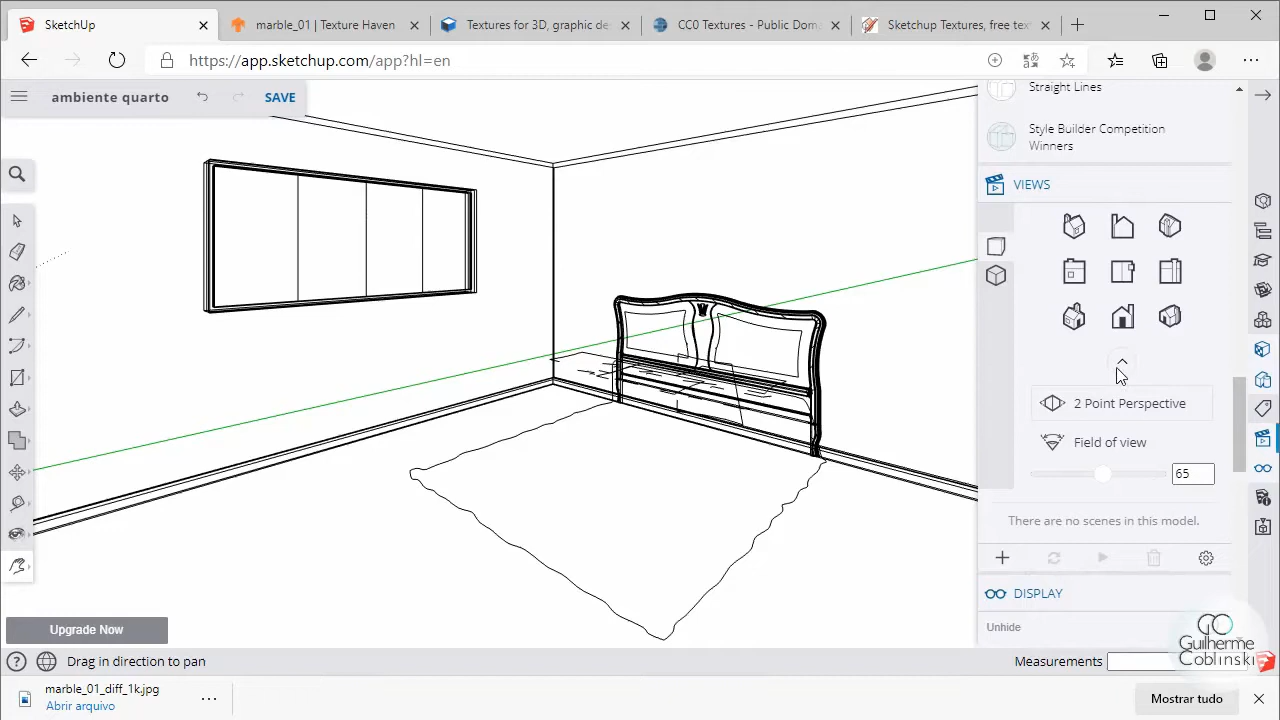 SketchUp
marble_01 | Texture Haven
Textures for 3D, graphic de
CC0 Textures - Public Dom
Sketchup Textures, free tex
https://app.sketchup.com/app?hl=en
ambiente quarto
SAVE
Straight Lines
Style Builder Competition
Winners
VIEWS
2 Point Perspective
Field of view
65
There are no scenes in this model.
DISPLAY
Unhide
Upgrade Now
Guilherme
Coblinski
Drag in direction to pan
Measurements
marble_01_diff_1k.jpg
Abrir arquivo
Mostrar tudo